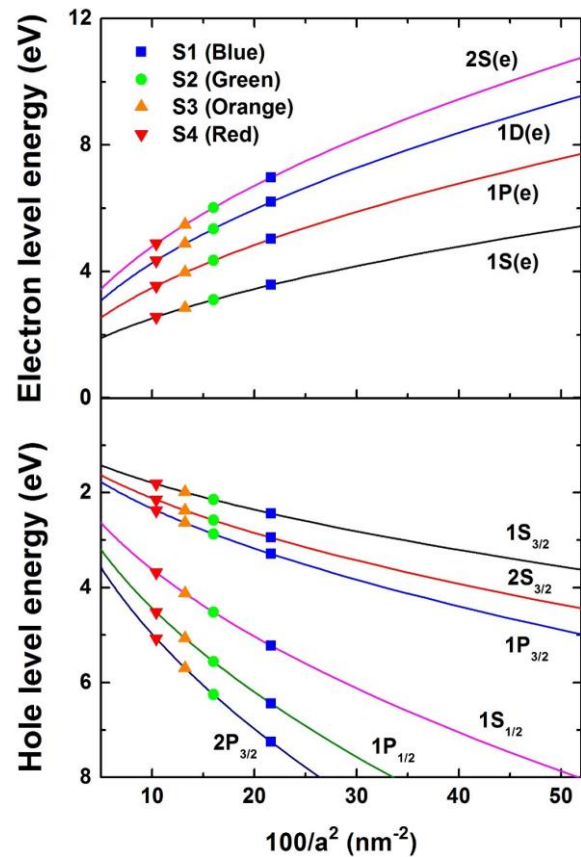 Electron level energy (eV)
12
8
4
0
S1 (Blue)
S2 (Green)
S3 (Orange)
S4 (Red)
2S(e)
1D(e)
1P(e)
1S(e)
Hole level energy (eV)
2
4
6
8
1S3/2
2S3/2
1P3/2
1S1/2
1P1/2
2P3/2
10 20 30 40 50
100/a² (nm⁻²)